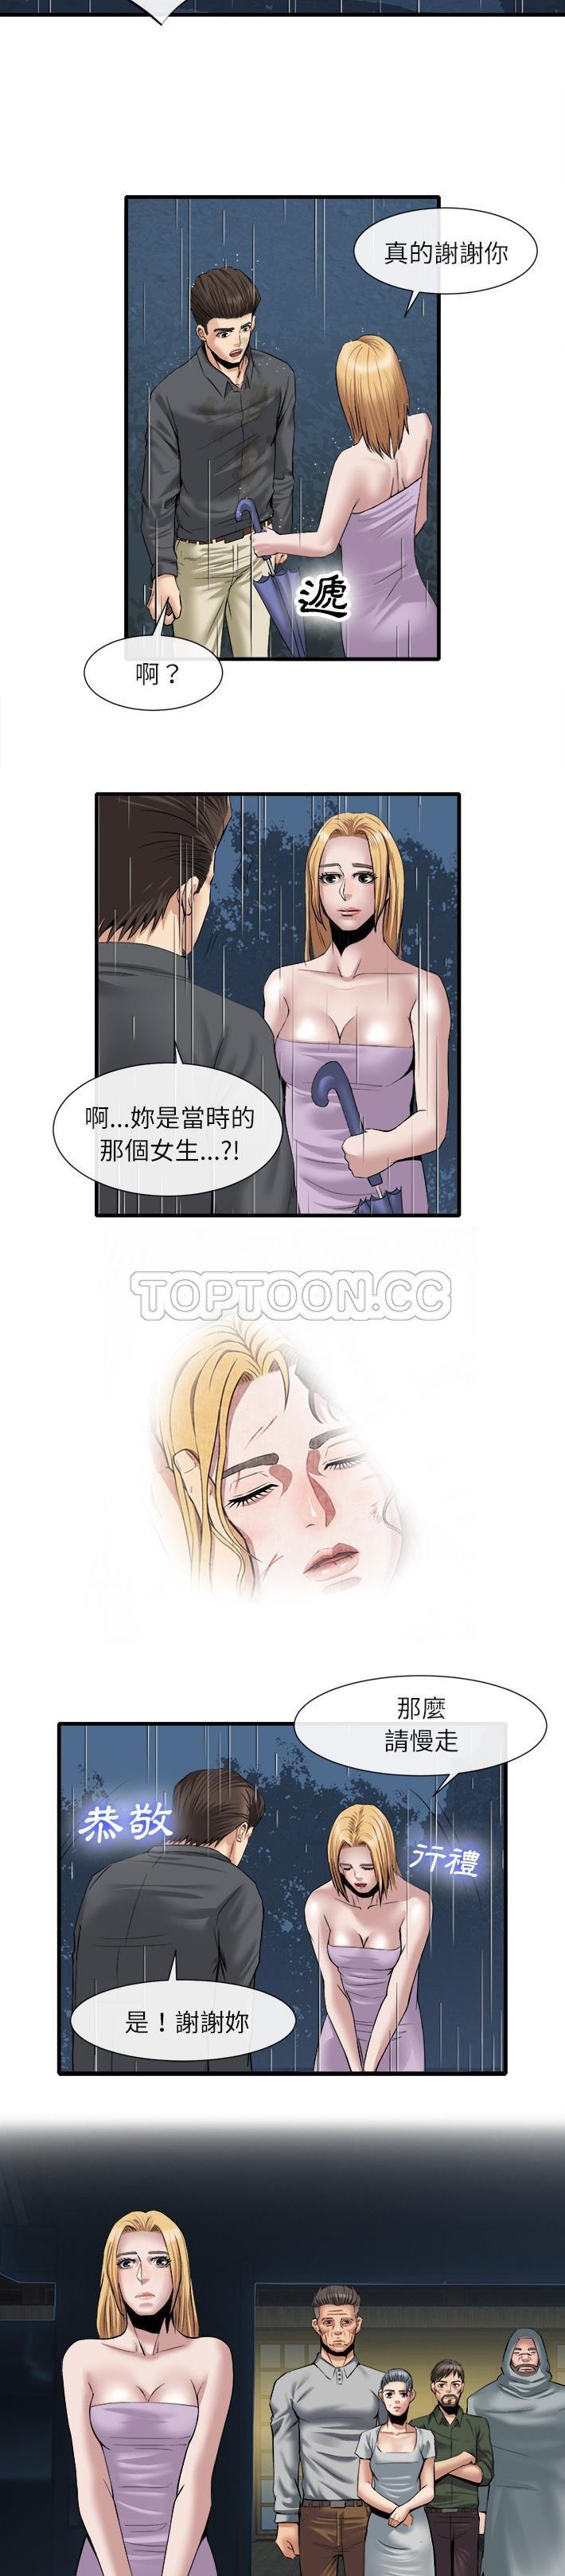 真的謝謝你
遞
啊？
啊...妳是當時的
那個女生...?!
TOPTOON.CC
那麼
請慢走
恭敬
行禮
是！謝謝妳